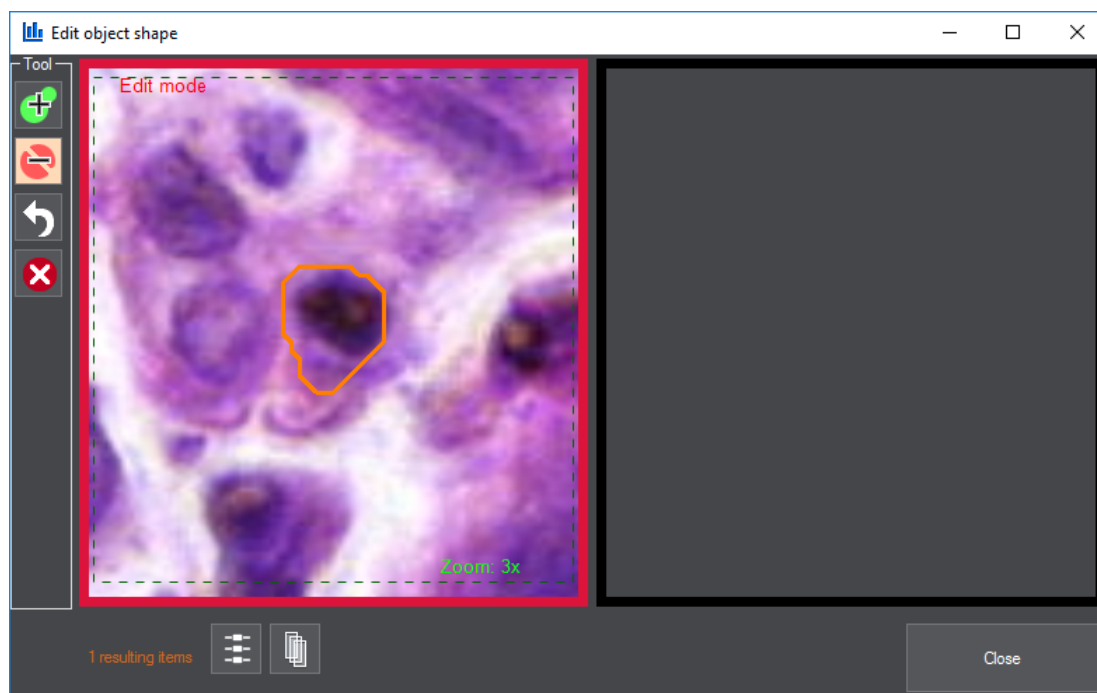 Edit object shape
Tool
Edit mode
Zoom: 3x
1 resulting items
Close